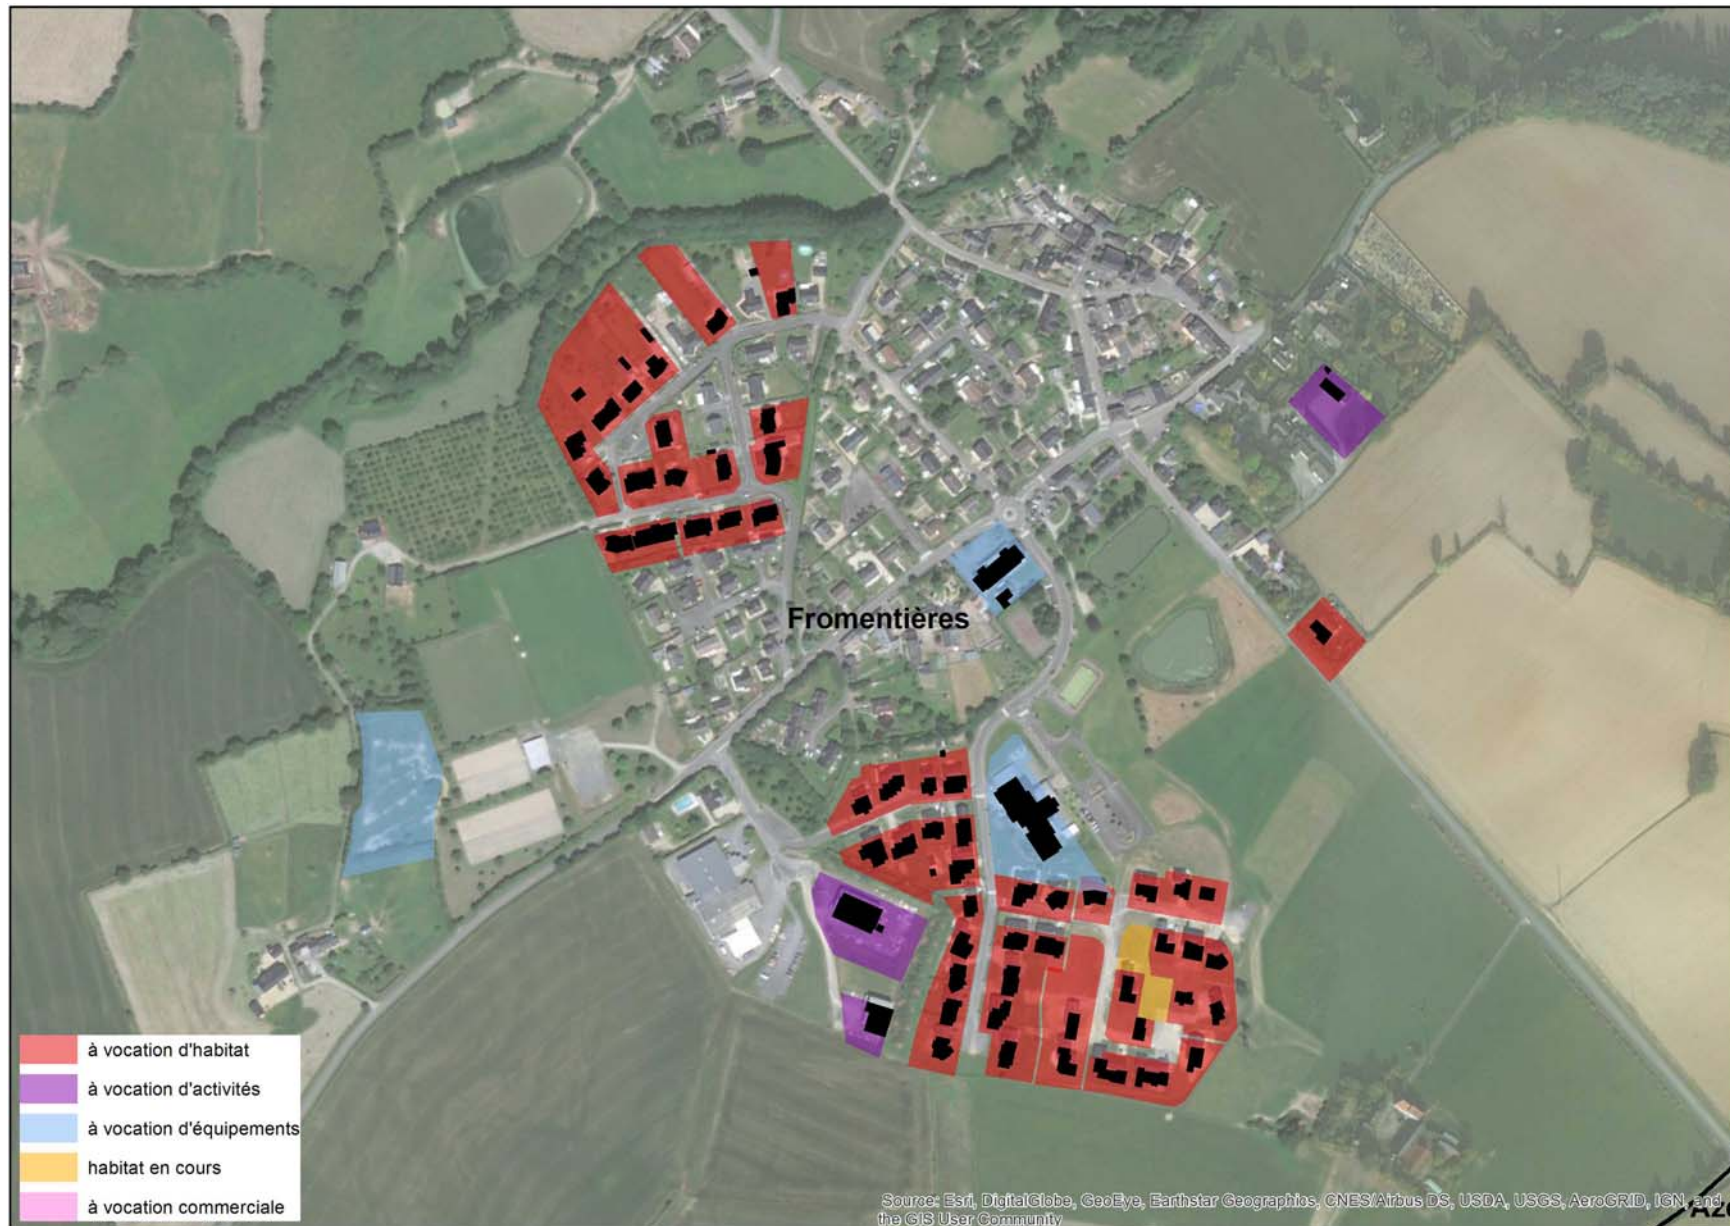 Fromentières
à vocation d'habitat
à vocation d'activités
à vocation d'équipements
habitat en cours
à vocation commerciale
Source: Esri, DigitalGlobe, GeoEye, Earthstar Geographics, CNES/Airbus DS, USDA, USGS, AeroGRID, IGN, and
the GIS User Community